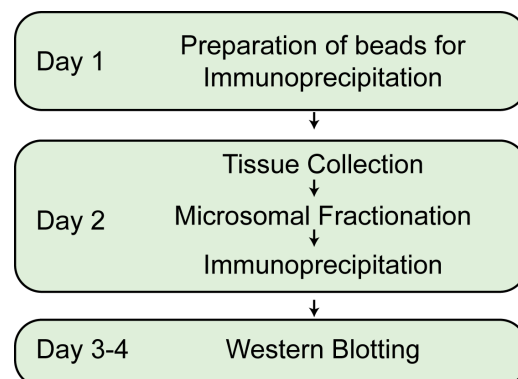 Day 1
Preparation of beads for
Immunoprecipitation
Day 2
Tissue Collection
Microsomal Fractionation
Immunoprecipitation
Day 3-4
Western Blotting